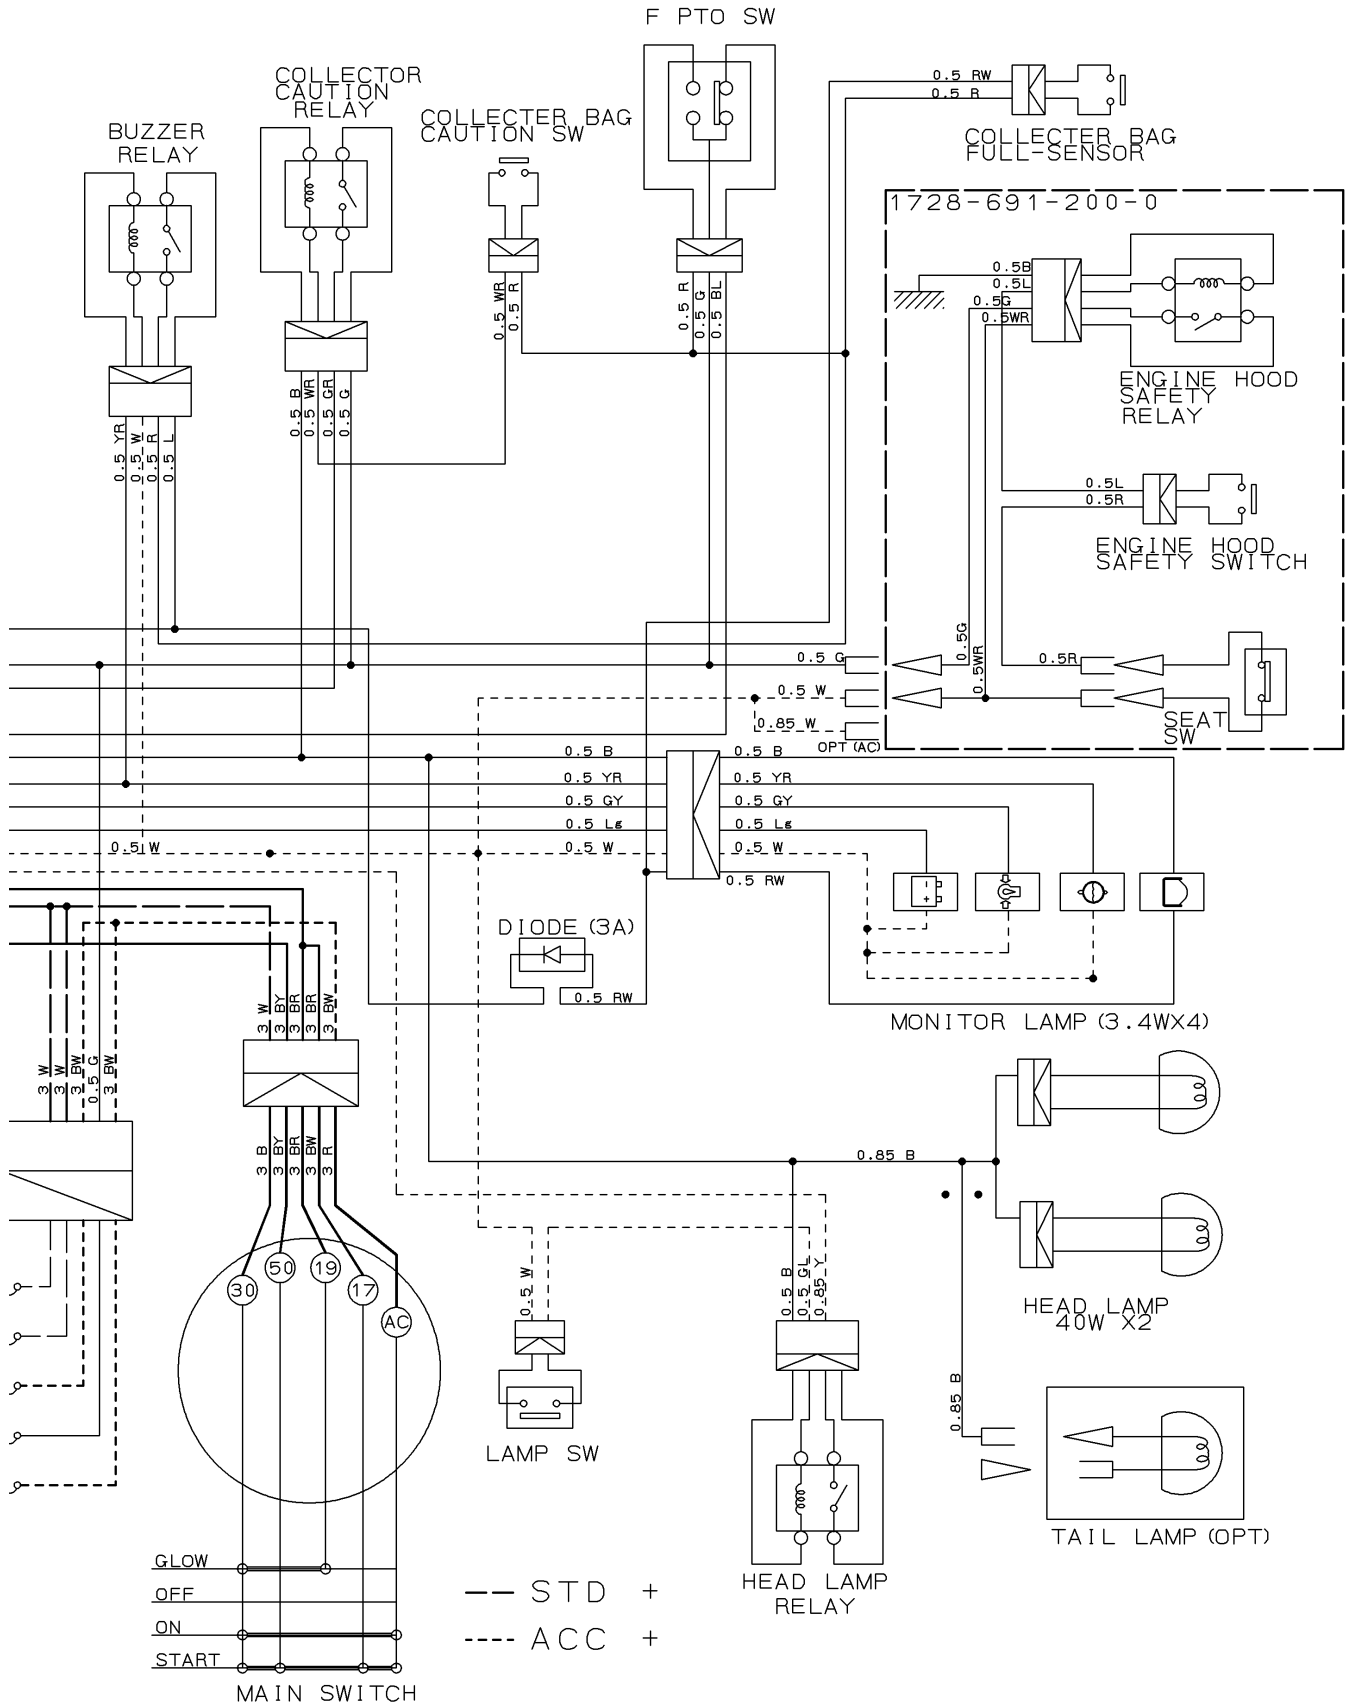 F PTO SW
COLLECTOR
CAUTION
RELAY
0.5 RW
0.5 R
COLLECTER BAG
FULL-SENSOR
COLLECTER BAG
CAUTION SW
BUZZER
RELAY
1728-691-200-0
0.5B
0.5L
0.5G
0.5WR
ENGINE HOOD
SAFETY
RELAY
0.5 WR
0.5 R
0.5 R
0.5 G
0.5 BL
0.5 B
0.5 WR
0.5 GR
0.5 G
0.5 YR
0.5 W
0.5 R
0.5 L
0.5L
0.5R
ENGINE HOOD
SAFETY SWITCH
0.5G
0.5WR
0.5 G
0.5R
0.5 W
0.85 W
OPT (AC)
SEAT
SW
0.5 B
0.5 B
0.5 YR
0.5 YR
0.5 GY
0.5 GY
0.5 Lg
0.5 Lg
0.5 W
0.5 W
0.5 W
0.5 RW
DIODE (3A)
0.5 RW
MONITOR LAMP (3.4WX4)
3 W
3 BY
3 BR
3 BR
3 BW
3 W
3 W
3 BW
0.5 G
3 BW
3 B
3 BY
3 BR
3 BW
3 R
0.85 B
30
50
19
17
AC
0.5 W
0.5 B
0.5 GL
0.85 Y
HEAD LAMP
40W X2
0.85 B
LAMP SW
TAIL LAMP (OPT)
HEAD LAMP
RELAY
GLOW
OFF
ON
START
STD +
ACC +
MAIN SWITCH